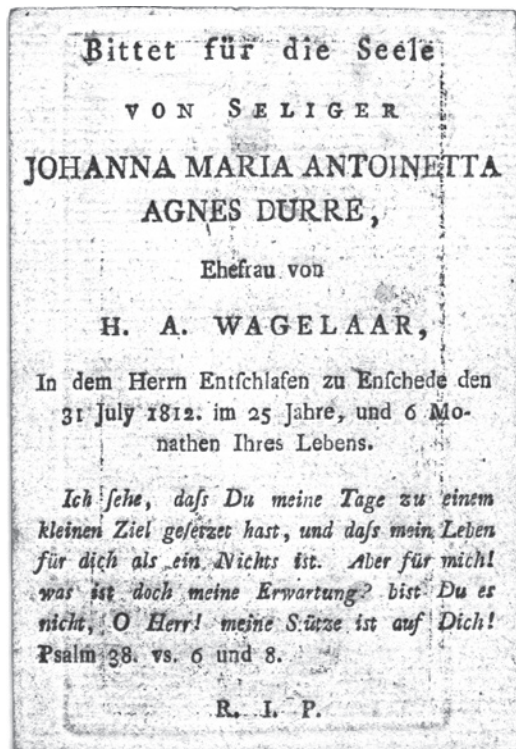 Bittet für die Seele
VON SELIGER
JOHANNA MARIA ANTOINETTA
AGNES DURRE,
Ehefrau von
H. A. WAGELAAR,
In dem Herrn Entſchlafen zu Enſchede den
31 July 1812. im 25 Jahre, und 6 Mo-
nathen Ihres Lebens.
Ich ſehe, daſs Du meine Tage zu einem
kleinen Ziel geſetzet hast, und daſs mein Leben
für dich als ein Nichts ist. Aber für mich!
was ist doch meine Erwartung? bist Du es
nicht, O Herr! meine Stütze ist auf Dich!
Psalm 38. vs. 6 und 8.
R. I. P.